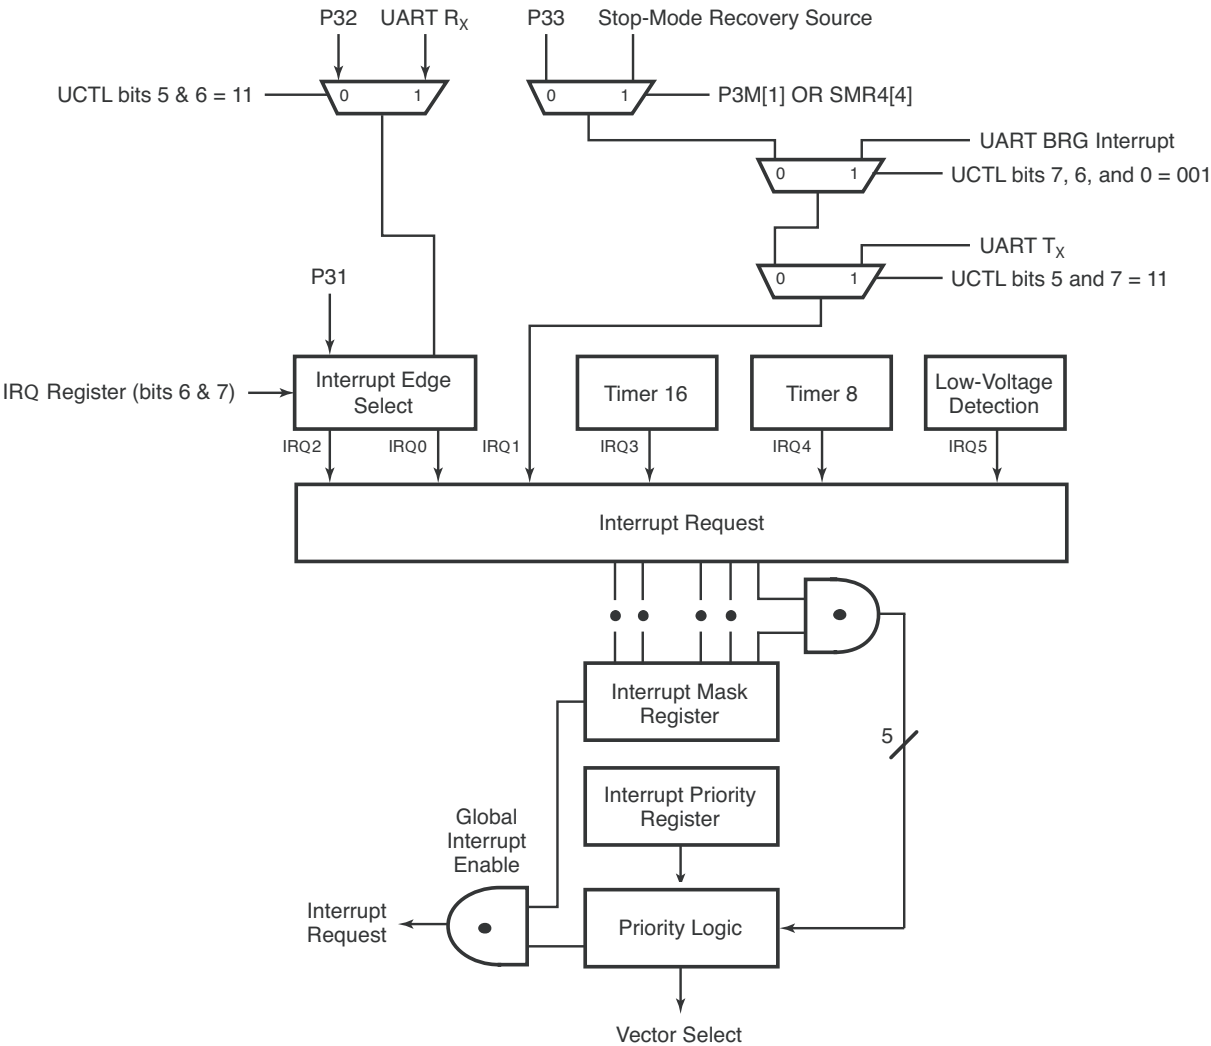 P32
UART RX
P33
Stop-Mode Recovery Source
UCTL bits 5 & 6 = 11
0
1
0
1
P3M[1] OR SMR4[4]
UART BRG Interrupt
0
1
UCTL bits 7, 6, and 0 = 001
UART TX
0
1
UCTL bits 5 and 7 = 11
P31
IRQ Register (bits 6 & 7)
Interrupt Edge
Select
Timer 16
Timer 8
Low-Voltage
Detection
IRQ2
IRQ0
IRQ1
IRQ3
IRQ4
IRQ5
Interrupt Request
Interrupt Mask
Register
5
Interrupt Priority
Register
Global
Interrupt
Enable
Interrupt
Request
Priority Logic
Vector Select